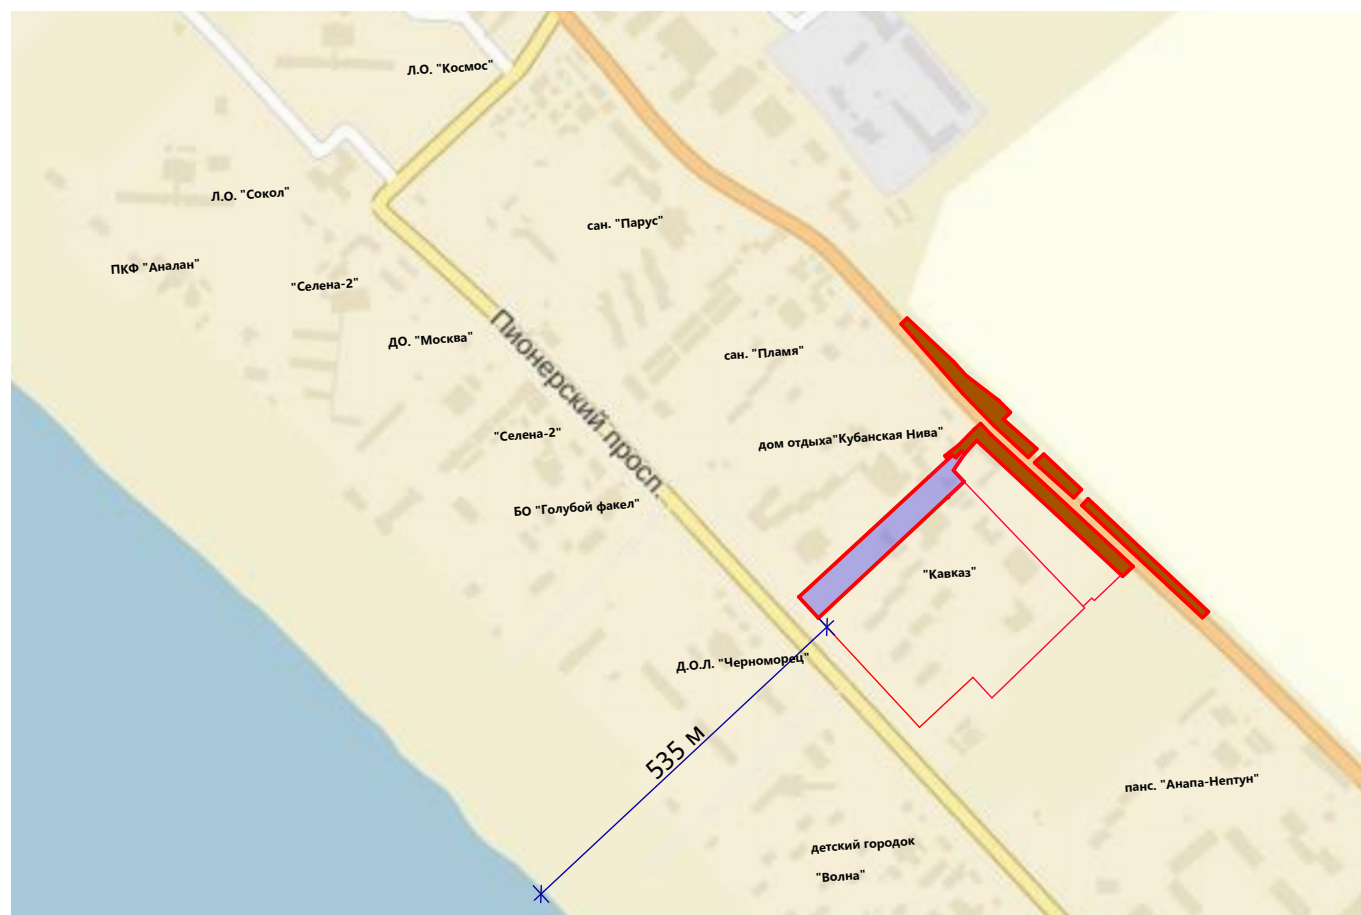 Л.О. "Космос"
Л.О. "Сокол"
сан. "Парус"
ПКФ "Аналан"
"Селена-2"
ДО. "Москва"
Пионерский просп.
сан. "Пламя"
"Селена-2"
дом отдыха"Кубанская Нива"
БО "Голубой факел"
"Кавказ"
Д.О.Л. "Черноморец"
535 м
панс. "Анапа-Нептун"
детский городок
"Волна"